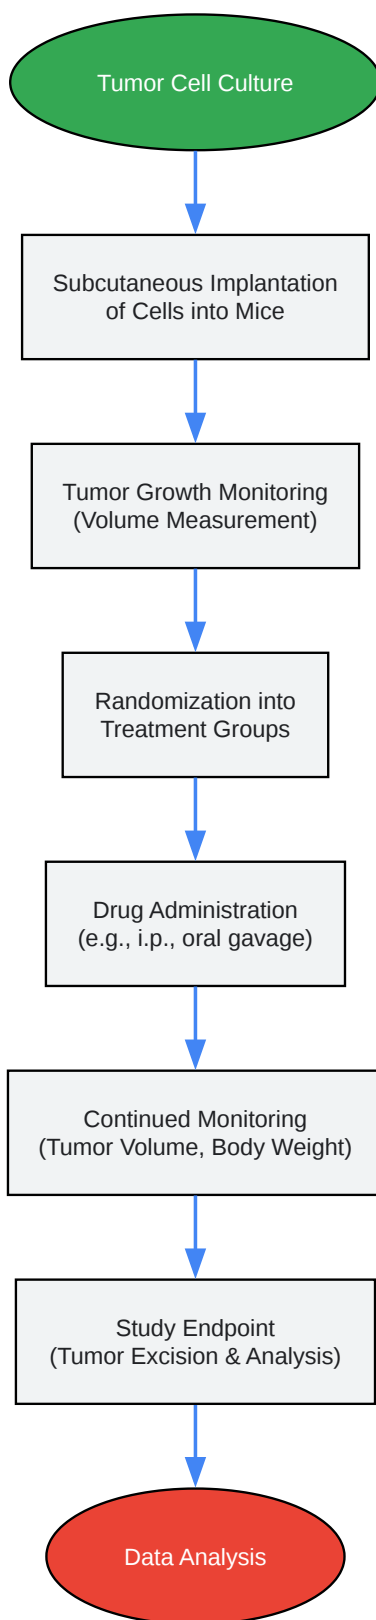 Tumor Cell Culture
Subcutaneous Implantation
of Cells into Mice
Tumor Growth Monitoring
(Volume Measurement)
Randomization into
Treatment Groups
Drug Administration
(e.g., i.p., oral gavage)
Continued Monitoring
(Tumor Volume, Body Weight)
Study Endpoint
(Tumor Excision & Analysis)
Data Analysis